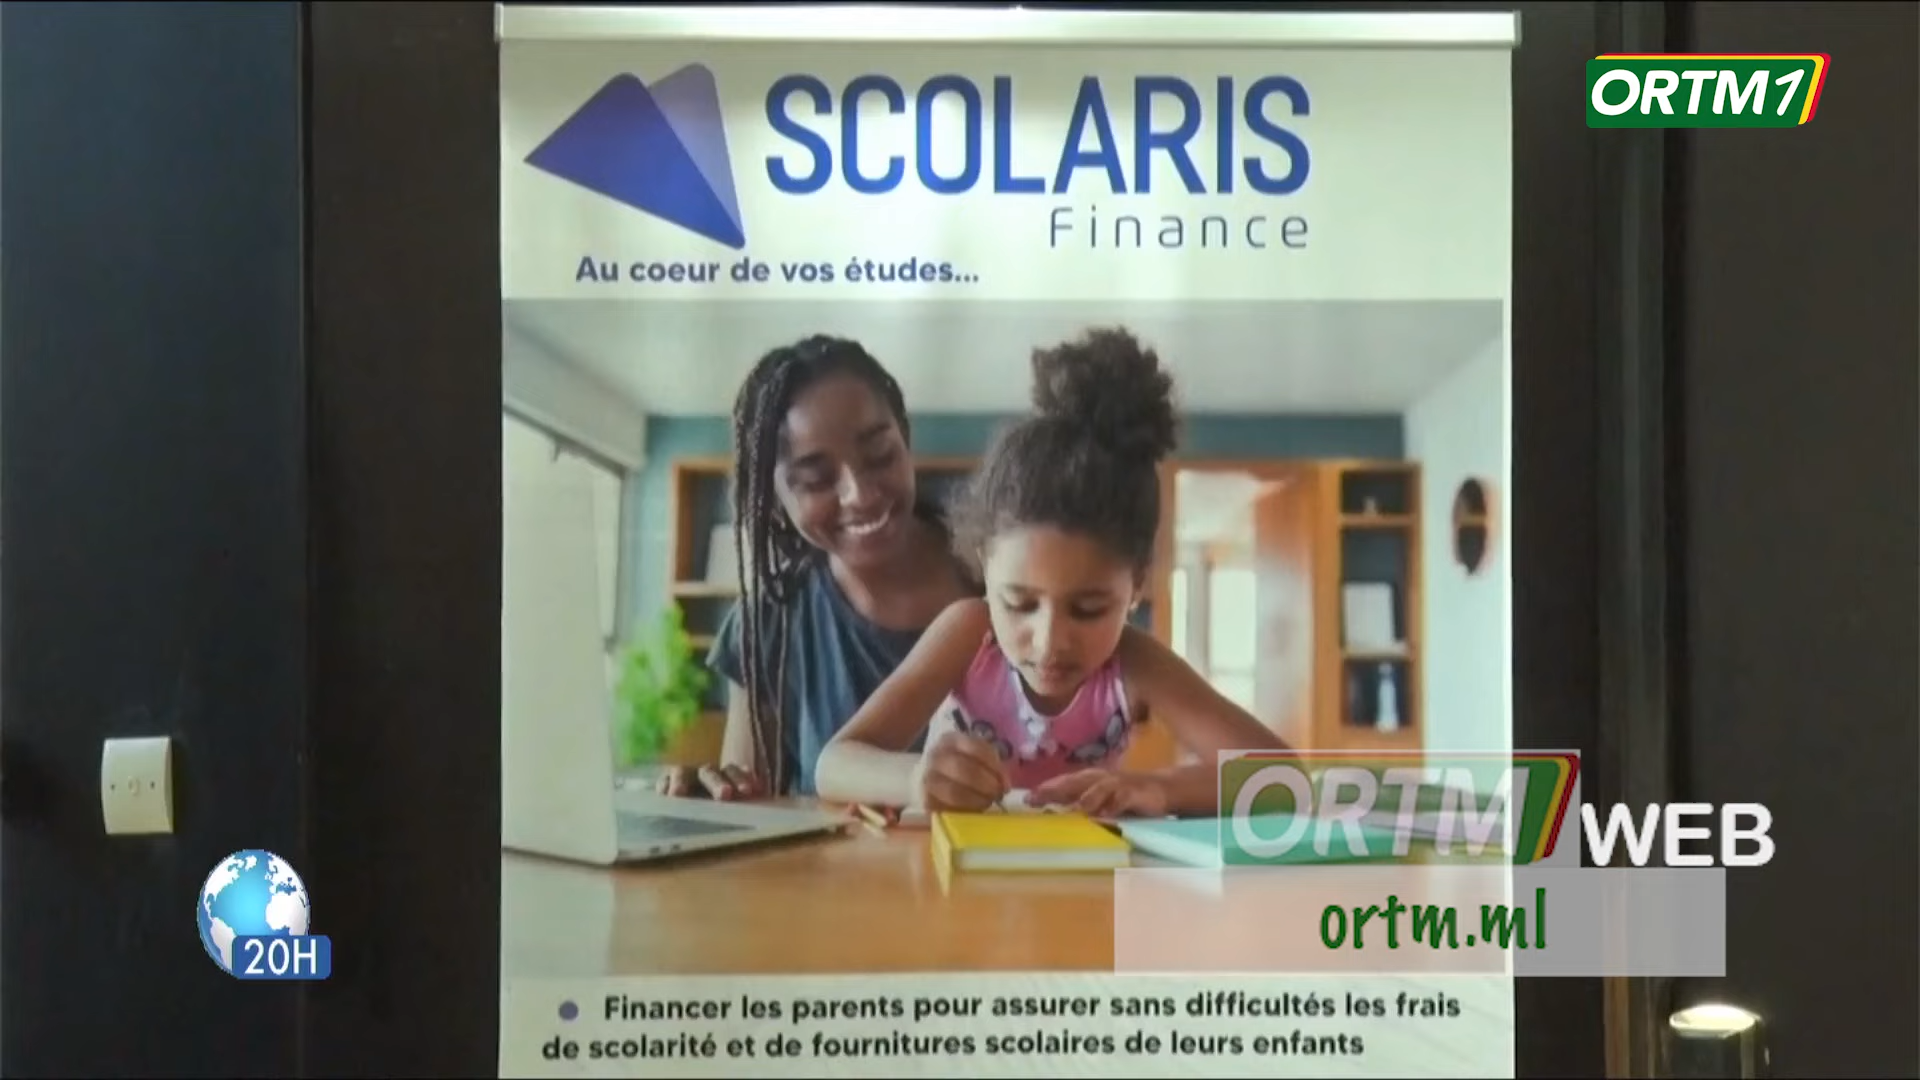 ORTM1
SCOLARIS
Finance
Au coeur de vos études...
ORTM1 WEB
ortm.ml
20H
• Financer les parents pour assurer sans difficultés les frais
de scolarité et de fournitures scolaires de leurs enfants